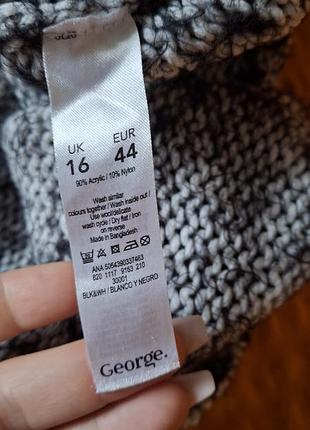 UK EUR
16 44
90% Acrylic / 10% Nylon
Wash similar
colours together / Wash inside out /
Use wool/delicate
wash cycle / Dry flat / Iron
on reverse
Made in Bangladesh
ANA 5054390337463
820 1117 9153 210
30001
BLK&WH / BLANCO Y NEGRO
George.